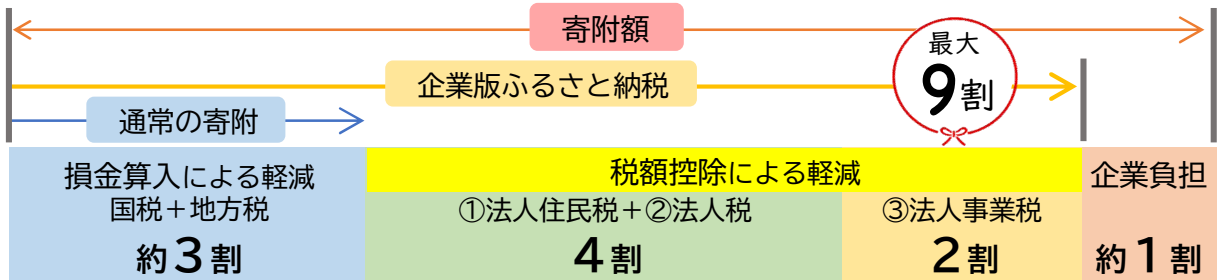 寄附額
最大
9割
企業版ふるさと納税
通常の寄附
損金算入による軽減
国税+地方税
約3割
税額控除による軽減
①法人住民税+②法人税
4割
③法人事業税
2割
企業負担
約1割